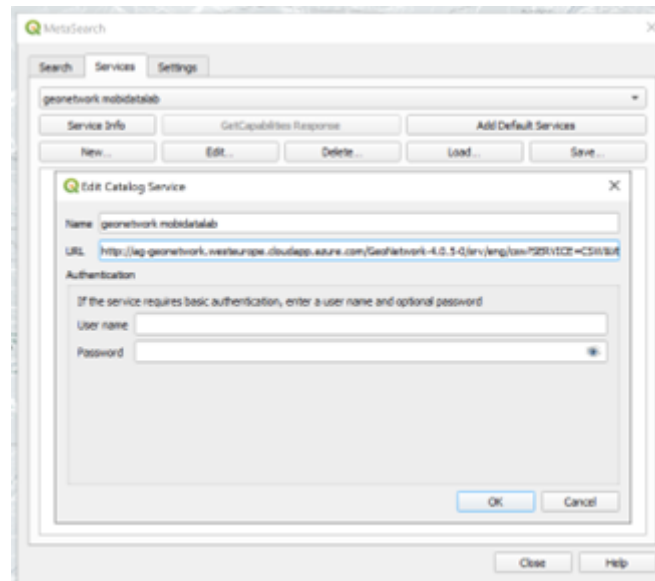 MetaSearch
Search Services Settings
geonetwork mobidatalab
Service Info GetCapabilities Response Add Default Services
New... Edit... Delete... Load... Save...
Edit Catalog Service
Name geonetwork mobidatalab
URL http://ag-geonetwork.westeurope.cloudapp.azure.com/GeoNetwork-4.0.5-0/srv/eng/csw?SERVICE=CSW&V
Authentication
If the service requires basic authentication, enter a user name and optional password
User name
Password
OK Cancel
Close Help